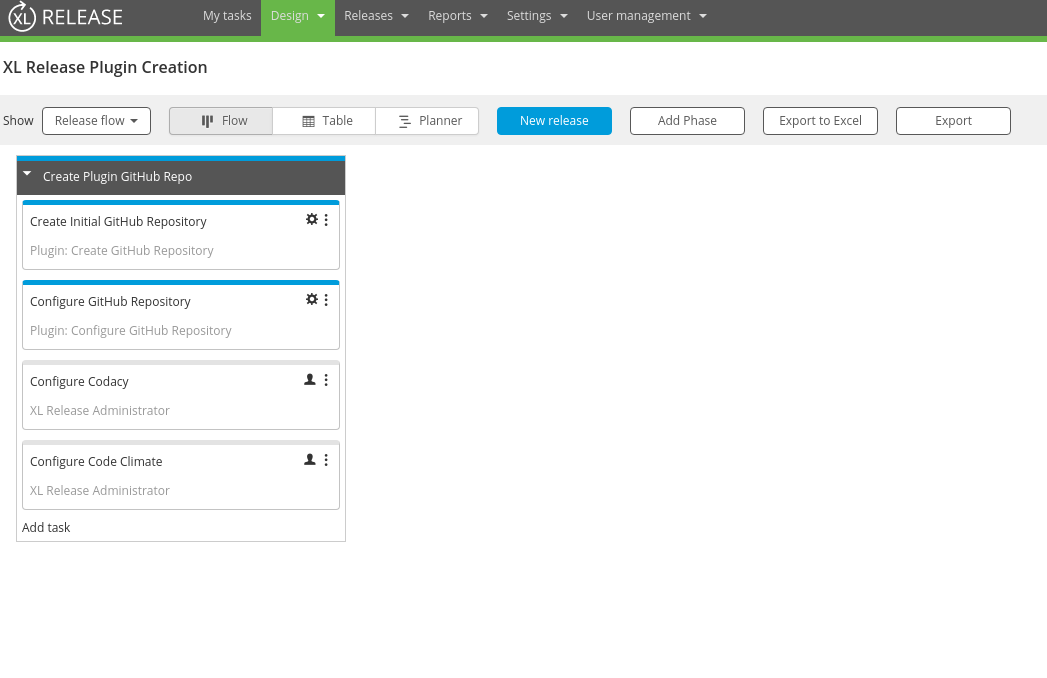 XL RELEASE My tasks Design Releases Reports Settings User management
XL Release Plugin Creation
Show Release flow Flow Table Planner New release Add Phase Export to Excel Export
Create Plugin GitHub Repo
Create Initial GitHub Repository
Plugin: Create GitHub Repository
Configure GitHub Repository
Plugin: Configure GitHub Repository
Configure Codacy
XL Release Administrator
Configure Code Climate
XL Release Administrator
Add task